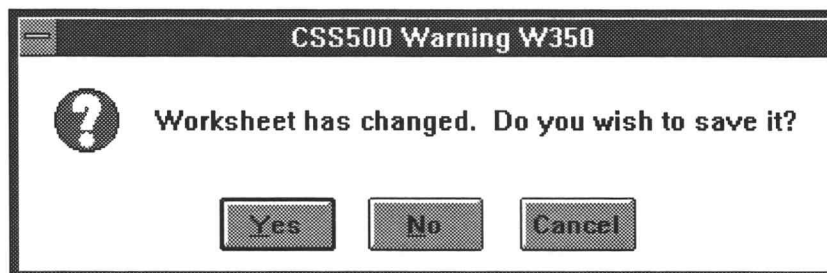 CSS500 Warning W350
Worksheet has changed.  Do you wish to save it?
Yes No Cancel